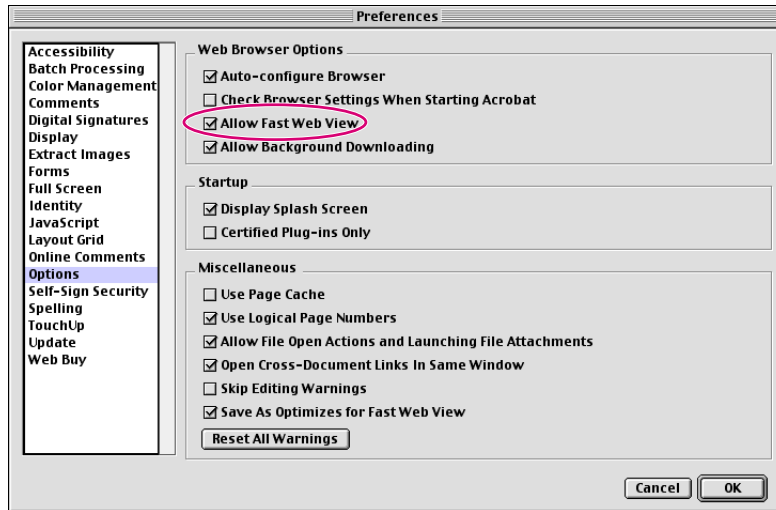 Preferences
Accessibility
Batch Processing
Color Management
Comments
Digital Signatures
Display
Extract Images
Forms
Full Screen
Identity
JavaScript
Layout Grid
Online Comments
Options
Self-Sign Security
Spelling
TouchUp
Update
Web Buy
Web Browser Options
Auto-configure Browser
Check Browser Settings When Starting Acrobat
Allow Fast Web View
Allow Background Downloading
Startup
Display Splash Screen
Certified Plug-ins Only
Miscellaneous
Use Page Cache
Use Logical Page Numbers
Allow File Open Actions and Launching File Attachments
Open Cross-Document Links In Same Window
Skip Editing Warnings
Save As Optimizes for Fast Web View
Reset All Warnings
Cancel
OK